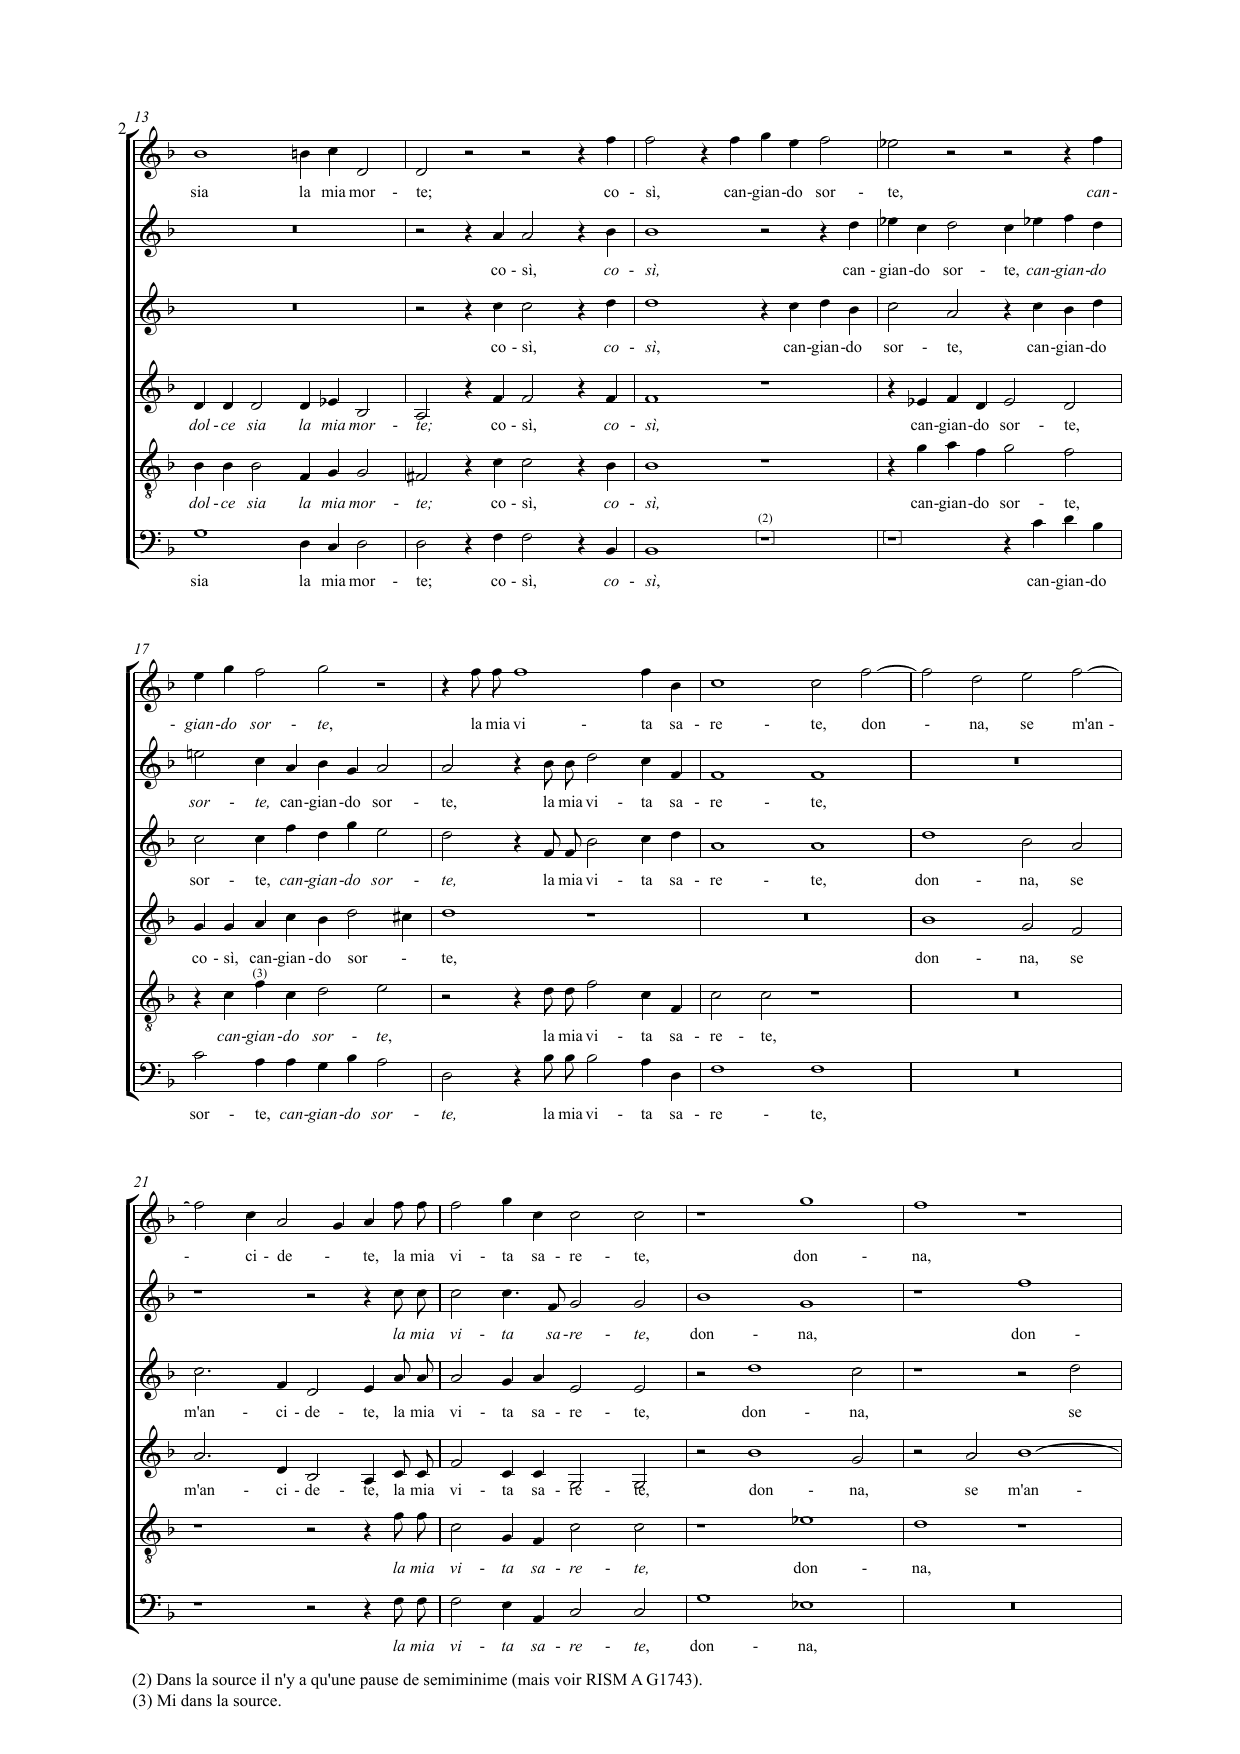 2
13
sia la mia mor - te; co - sì, can-gian-do sor - te, can-
co - sì, co - sì, can - gian-do sor - te, can-gian-do
co - sì, co - sì, can-gian-do sor - te, can-gian-do
dol-ce sia la mia mor - te; co - sì, co - sì, can-gian-do sor - te,
dol-ce sia la mia mor - te; co - sì, co - sì, can-gian-do sor - te,
(2)
sia la mia mor - te; co - sì, co - sì, can-gian-do
17
- gian-do sor - te, la mia vi - ta sa - re - te, don - na, se m'an -
sor - te, can-gian-do sor - te, la mia vi - ta sa - re - te,
sor - te, can-gian-do sor - te, la mia vi - ta sa - re - te, don - na, se
co - sì, can-gian-do sor - te, don - na, se
(3)
can-gian-do sor - te, la mia vi - ta sa - re - te,
sor - te, can-gian-do sor - te, la mia vi - ta sa - re - te,
21
- ci - de - te, la mia vi - ta sa - re - te, don - na,
la mia vi - ta sa-re - te, don - na, don -
m'an - ci - de - te, la mia vi - ta sa - re - te, don - na, se
m'an - ci - de - te, la mia vi - ta sa - re - te, don - na, se m'an -
la mia vi - ta sa - re - te, don - na,
la mia vi - ta sa - re - te, don - na,
(2) Dans la source il n'y a qu'une pause de semiminime (mais voir RISM A G1743).
(3) Mi dans la source.